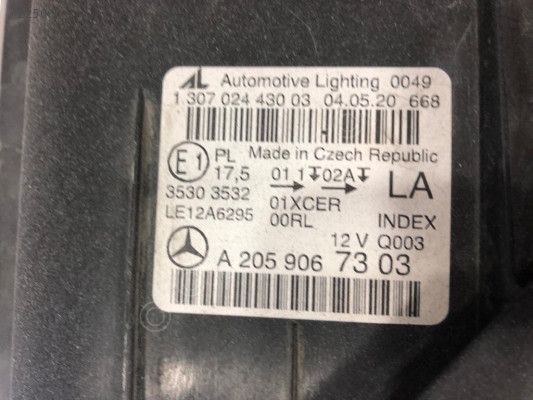 AL Automotive Lighting 0049
1 307 024 430 03 04.05.20 668
E1 PL Made in Czech Republic
17,5 01 1 02A LA
3530 3532
01XCER
LE12A6295 00RL INDEX
12 V Q003
A 205 906 73 03